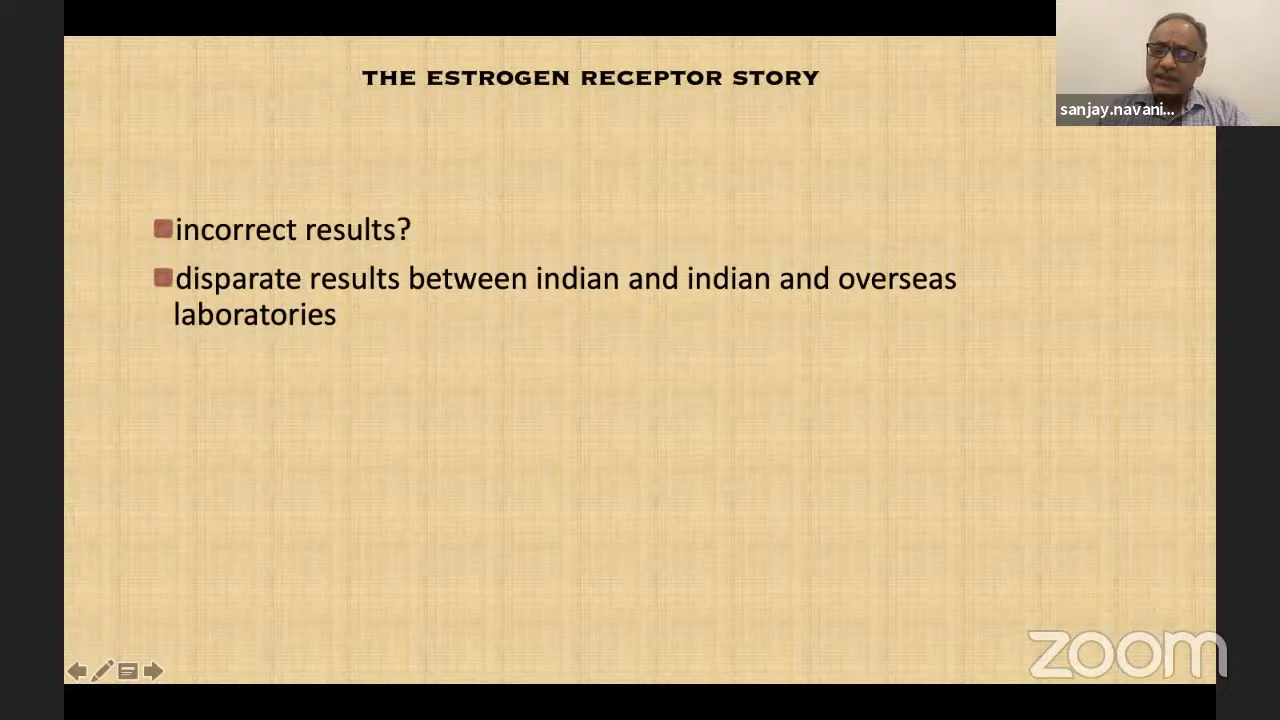 THE ESTROGEN RECEPTOR STORY
sanjay.navani...
incorrect results?
disparate results between indian and indian and overseas
laboratories
zoom